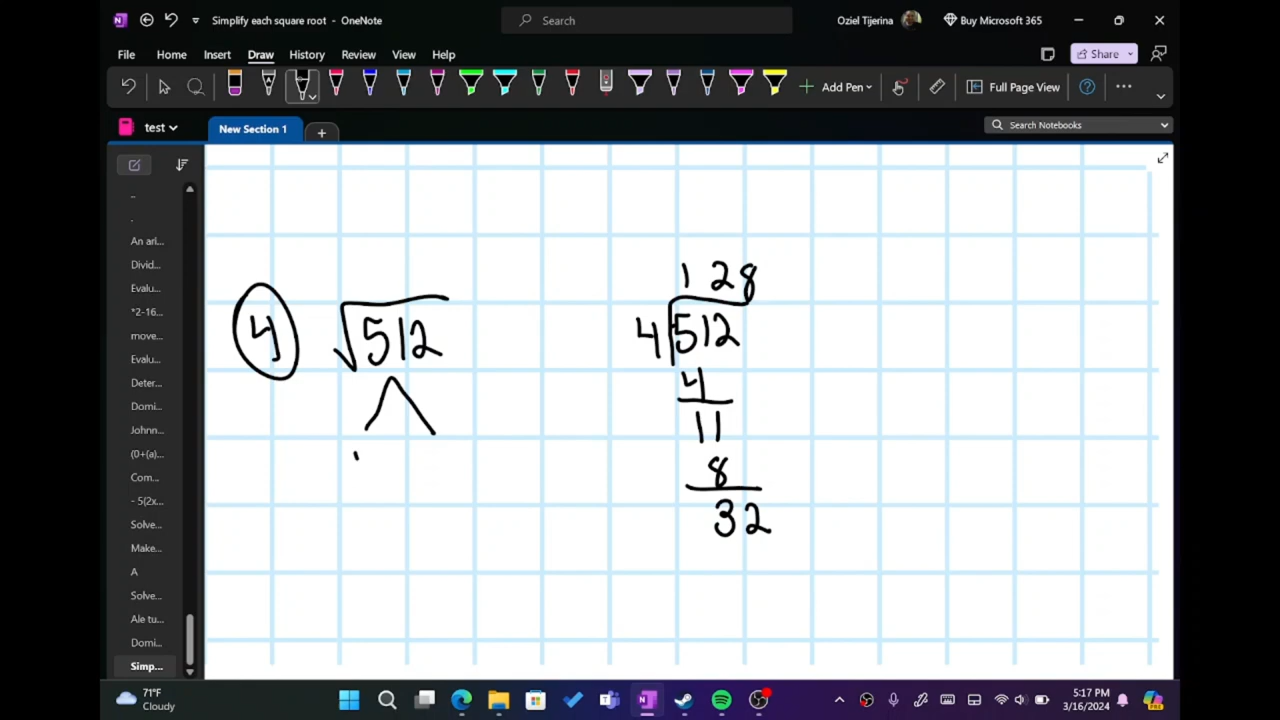 Simplify each square root - OneNote
Search
Oziel Tijerina
Buy Microsoft 365
File Home Insert Draw History Review View Help
Share
Add Pen
Full Page View
test
New Section 1
Search Notebooks
An ari...
Divid...
Evalu...
*2-16...
move...
Evalu...
Deter...
Domi...
Johnn...
(0+(a)...
Com...
- 5(2x...
Solve...
Make...
A
Solve...
Ale tu...
Domi...
Simp...
4 √512
128
4 512
4
11
8
32
71°F
Cloudy
5:17 PM
3/16/2024